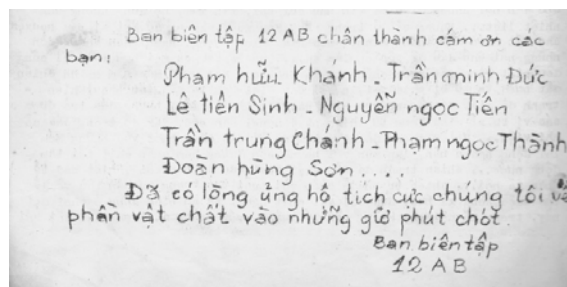 Ban biên tập 12 AB chân thành cám ơn các
bạn:
Phạm hữu Khánh - Trần minh Đức
Lê tiến Sinh - Nguyễn ngọc Tiến
Trần trung Chánh - Phạm ngọc Thành
Đoàn hùng Sơn....
Đã có lòng ủng hộ tích cực chúng tôi về
phần vật chất vào những giờ phút chót.
Ban biên tập
12 AB